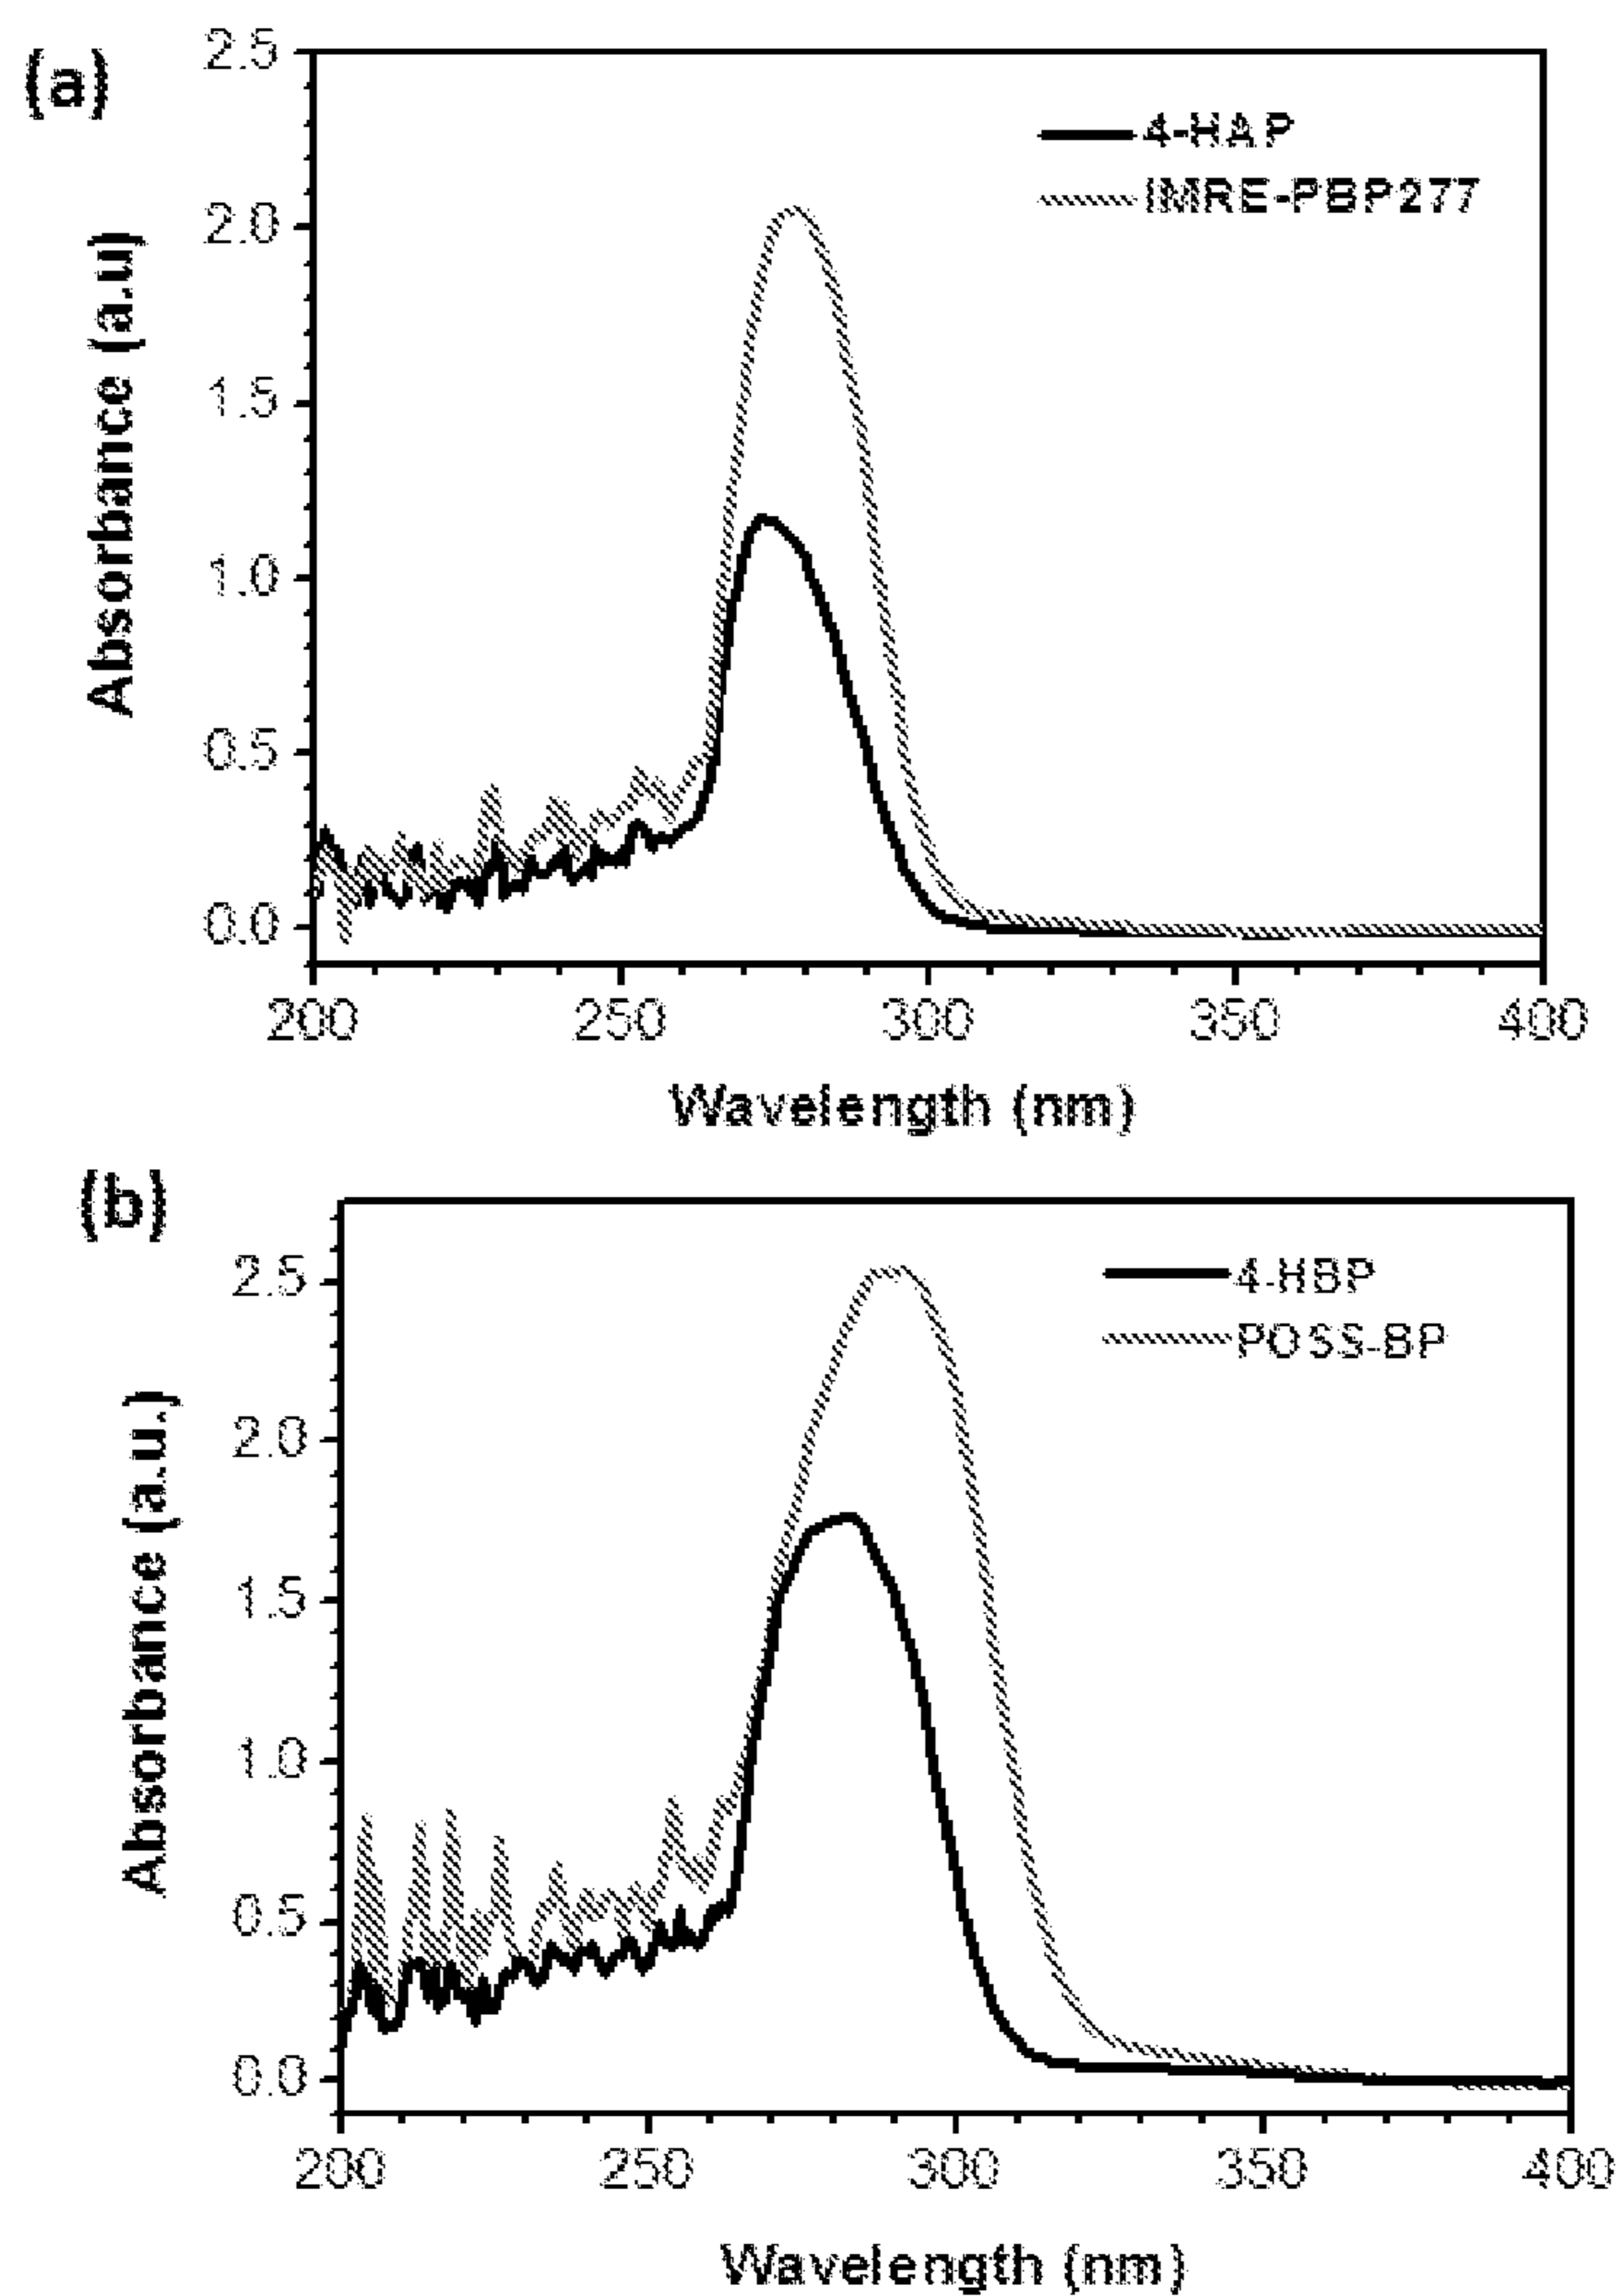 (a)
2.5
4-HAP
IMRE-PBP277
2.0
1.5
1.0
0.5
0.0
Absorbance (a.u)
200 250 300 350 400
Wavelength (nm)
(b)
2.5
4-HBP
POSS-BP
2.0
1.5
1.0
0.5
0.0
Absorbance (a.u.)
200 250 300 350 400
Wavelength (nm)